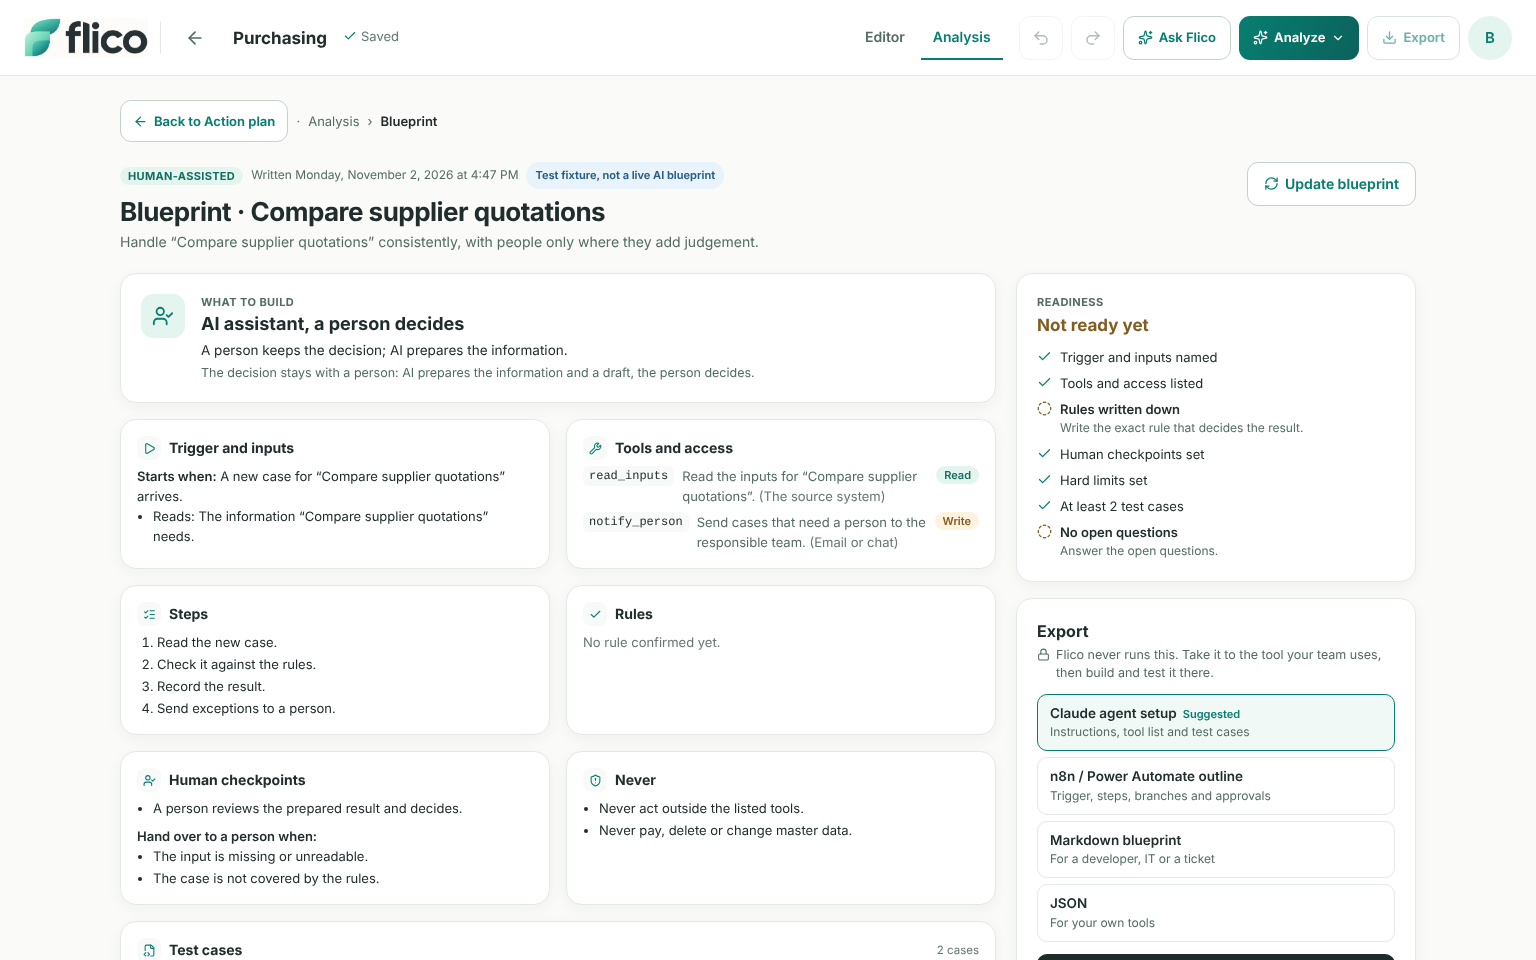 flico
Purchasing
Saved
Editor
Analysis
Ask Flico
Analyze
Export
B
Back to Action plan
· Analysis › Blueprint
HUMAN-ASSISTED
Written Monday, November 2, 2026 at 4:47 PM
Test fixture, not a live AI blueprint
Update blueprint
Blueprint · Compare supplier quotations
Handle “Compare supplier quotations” consistently, with people only where they add judgement.
WHAT TO BUILD
AI assistant, a person decides
A person keeps the decision; AI prepares the information.
The decision stays with a person: AI prepares the information and a draft, the person decides.
Trigger and inputs
Starts when: A new case for “Compare supplier quotations”
arrives.
• Reads: The information “Compare supplier quotations”
needs.
Tools and access
read_inputs
Read the inputs for “Compare supplier
quotations”. (The source system)
Read
notify_person
Send cases that need a person to the
responsible team. (Email or chat)
Write
Steps
1. Read the new case.
2. Check it against the rules.
3. Record the result.
4. Send exceptions to a person.
Rules
No rule confirmed yet.
Human checkpoints
• A person reviews the prepared result and decides.
Hand over to a person when:
• The input is missing or unreadable.
• The case is not covered by the rules.
Never
• Never act outside the listed tools.
• Never pay, delete or change master data.
Test cases
2 cases
READINESS
Not ready yet
Trigger and inputs named
Tools and access listed
Rules written down
Write the exact rule that decides the result.
Human checkpoints set
Hard limits set
At least 2 test cases
No open questions
Answer the open questions.
Export
Flico never runs this. Take it to the tool your team uses,
then build and test it there.
Claude agent setup Suggested
Instructions, tool list and test cases
n8n / Power Automate outline
Trigger, steps, branches and approvals
Markdown blueprint
For a developer, IT or a ticket
JSON
For your own tools